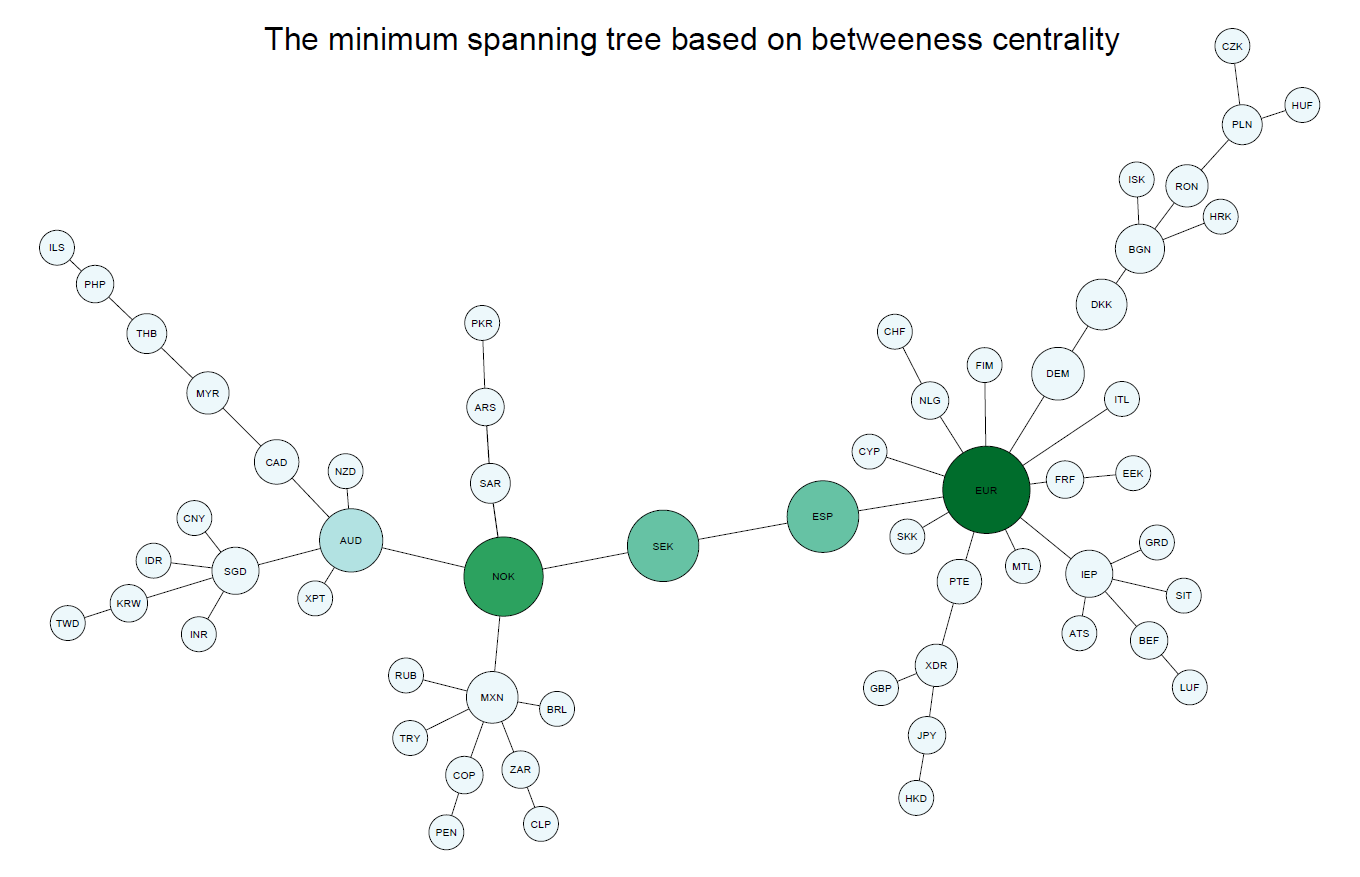 The minimum spanning tree based on betweeness centrality
CZK
HUF
PLN
ISK
RON
HRK
BGN
ILS
PHP
DKK
PKR
CHF
THB
FIM
DEM
MYR
NLG
ITL
ARS
CYP
CAD
NZD
EEK
FRF
SAR
EUR
CNY
ESP
SKK
AUD
GRD
SEK
IDR
MTL
SGD
IEP
NOK
PTE
SIT
XPT
KRW
TWD
INR
ATS
BEF
XDR
RUB
LUF
GBP
MXN
BRL
JPY
TRY
ZAR
COP
HKD
CLP
PEN